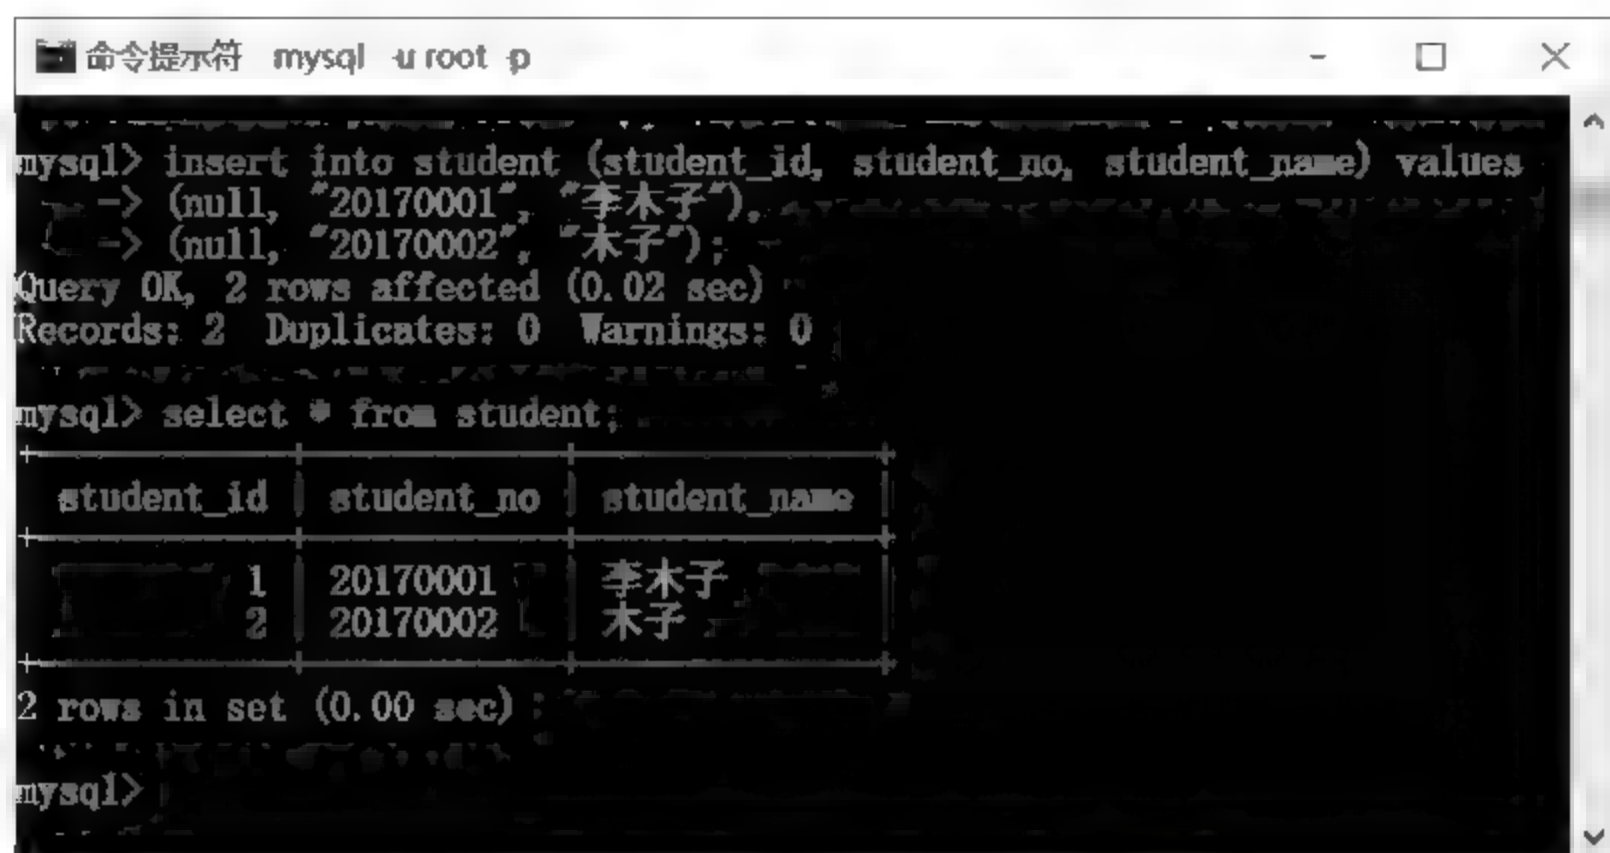 命令提示符 mysql -u root -p
mysql> insert into student (student_id, student_no, student_name) values
-> (null, "20170001", "李木子"),
-> (null, "20170002", "木子");
Query OK, 2 rows affected (0.02 sec)
Records: 2 Duplicates: 0 Warnings: 0
mysql> select * from student;
+------------+------------+--------------+
| student_id | student_no | student_name |
+------------+------------+--------------+
| 1 | 20170001 | 李木子 |
| 2 | 20170002 | 木子 |
+------------+------------+--------------+
2 rows in set (0.00 sec)
mysql>